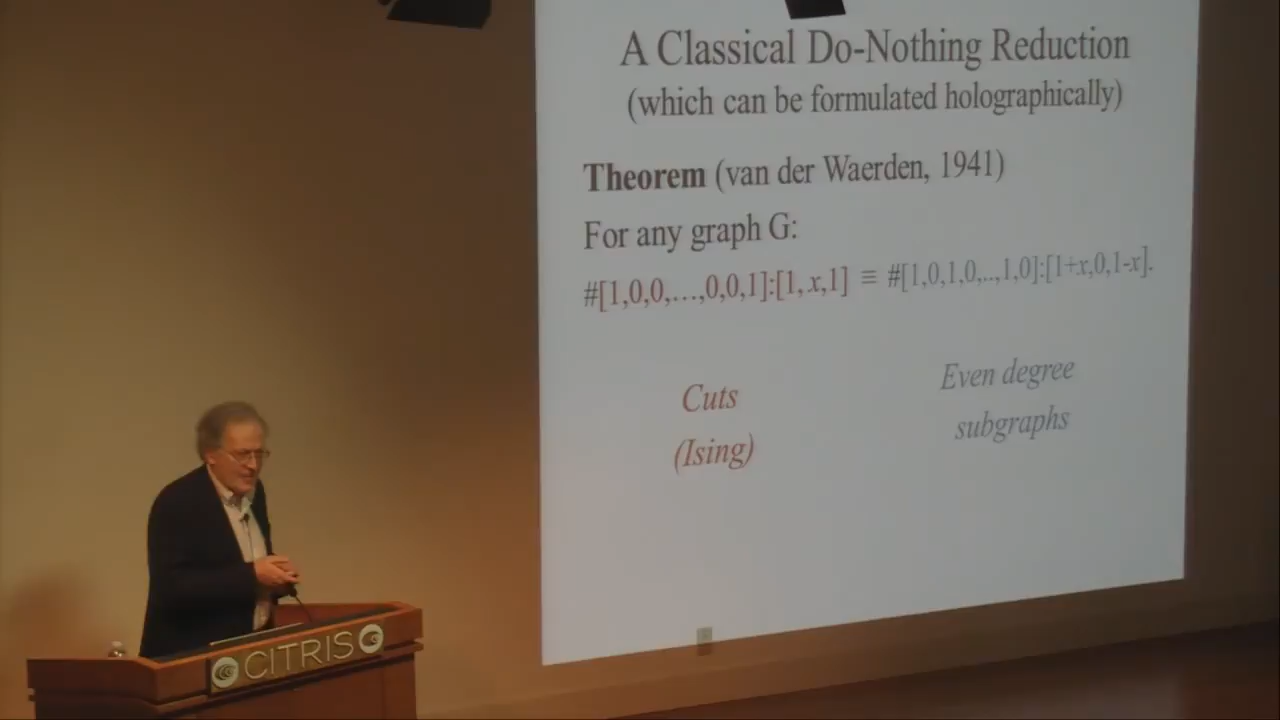 A Classical Do-Nothing Reduction
(which can be formulated holographically)
Theorem (van der Waerden, 1941)
For any graph G:
#[1,0,0,…,0,0,1]:[1,x,1] ≡ #[1,0,1,0,..,1,0]:[1+x,0,1-x].
Cuts
(Ising)
Even degree
subgraphs
CITRIS